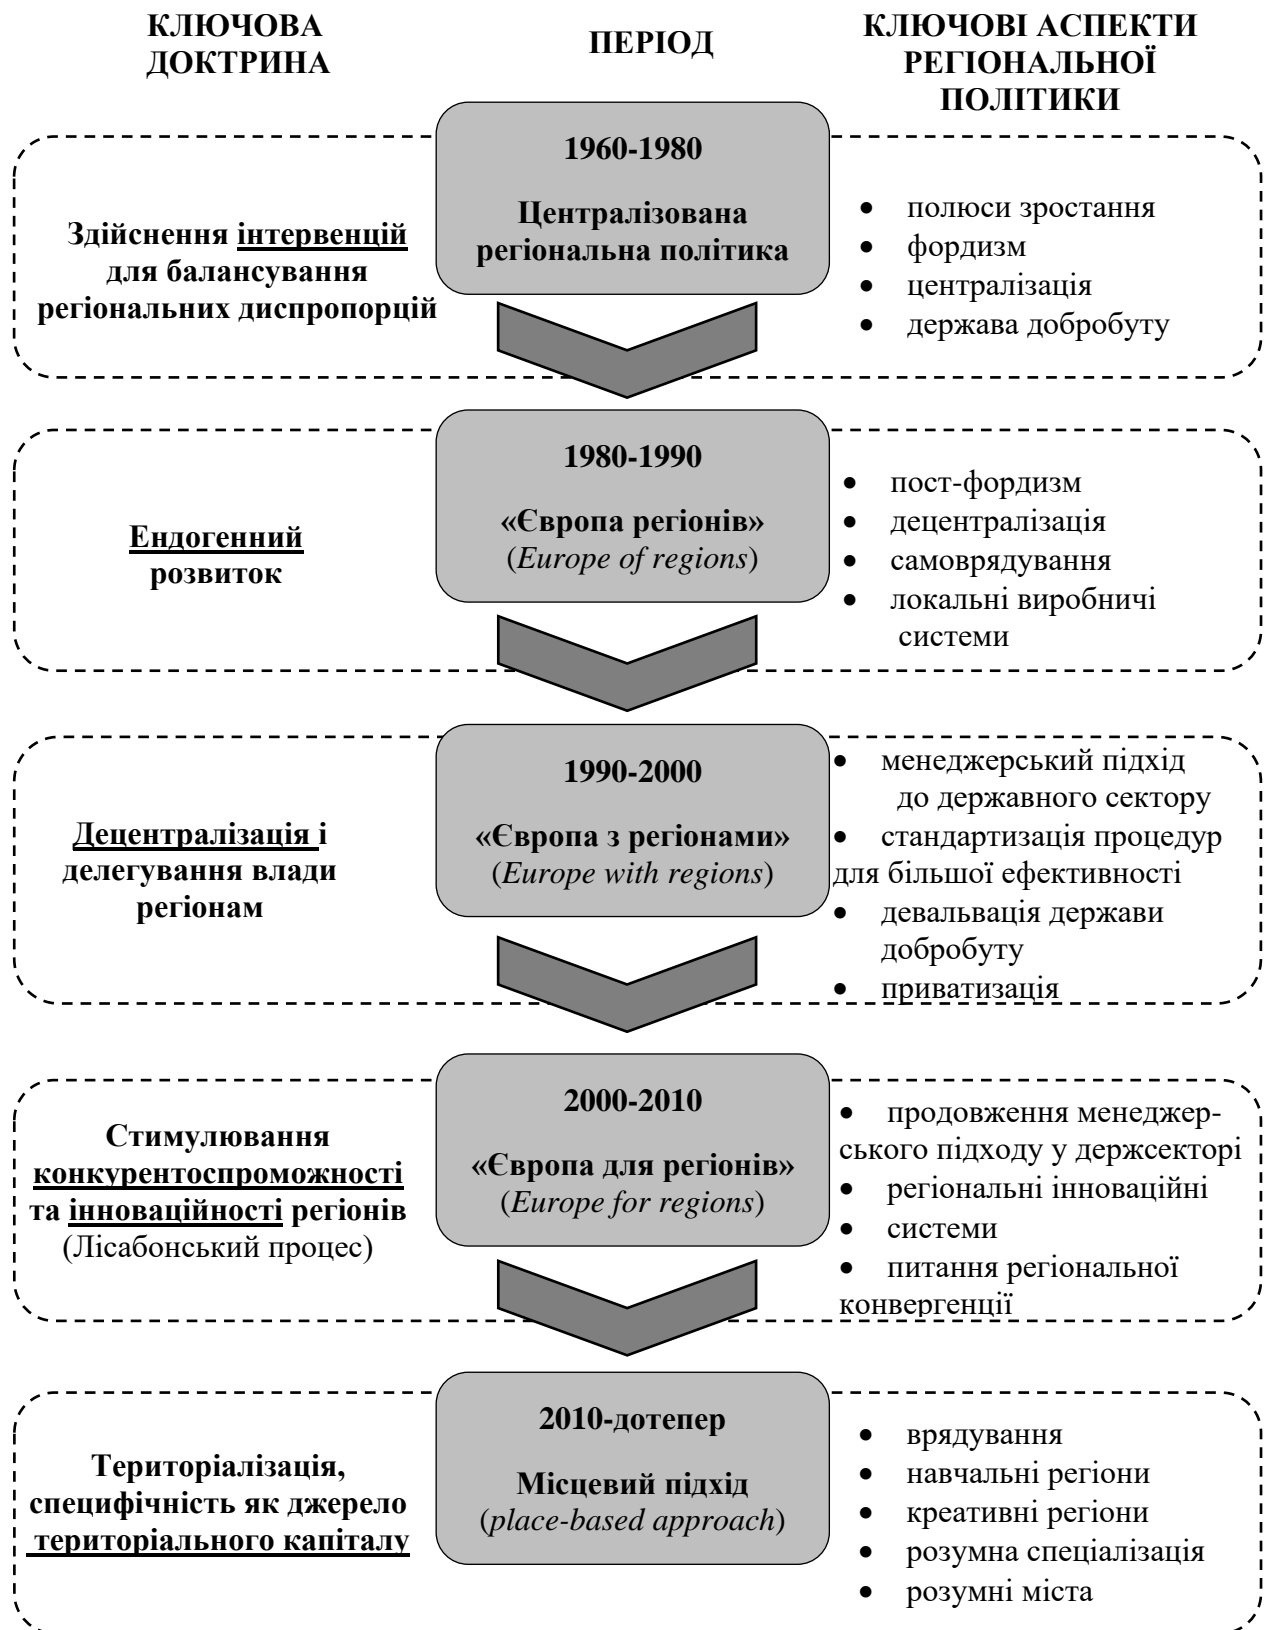 КЛЮЧОВА
ДОКТРИНА
ПЕРІОД
КЛЮЧОВІ АСПЕКТИ
РЕГІОНАЛЬНОЇ
ПОЛІТИКИ
Здійснення інтервенцій
для балансування
регіональних диспропорцій
1960-1980
Централізована
регіональна політика
• полюси зростання
• фордизм
• централізація
• держава добробуту
Ендогенний
розвиток
1980-1990
«Європа регіонів»
(Europe of regions)
• пост-фордизм
• децентралізація
• самоврядування
• локальні виробничі
системи
Децентралізація і
делегування влади
регіонам
1990-2000
«Європа з регіонами»
(Europe with regions)
• менеджерський підхід
до державного сектору
• стандартизація процедур
для більшої ефективності
• девальвація держави
добробуту
• приватизація
Стимулювання
конкурентоспроможності
та інноваційності регіонів
(Лісабонський процес)
2000-2010
«Європа для регіонів»
(Europe for regions)
• продовження менеджер-
ського підходу у держсекторі
• регіональні інноваційні
• системи
• питання регіональної
конвергенції
Територіалізація,
специфічність як джерело
територіального капіталу
2010-дотепер
Місцевий підхід
(place-based approach)
• врядування
• навчальні регіони
• креативні регіони
• розумна спеціалізація
• розумні міста